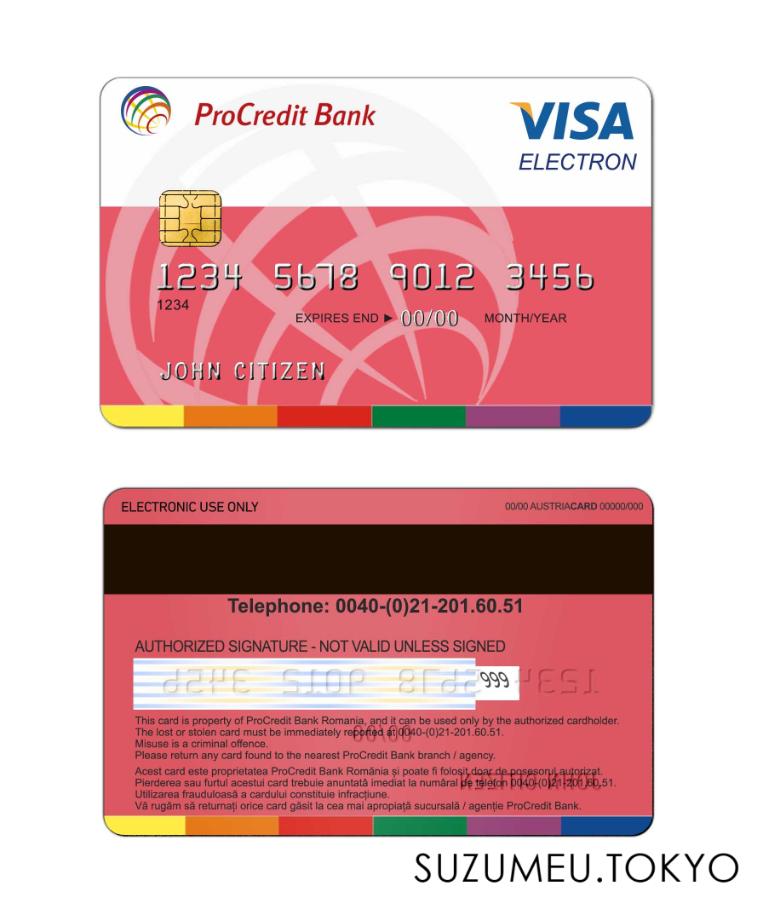 ProCredit Bank
VISA
ELECTRON
1234 5678 9012 3456
1234
EXPIRES END ► 00/00 MONTH/YEAR
JOHN CITIZEN
ELECTRONIC USE ONLY
00/00 AUSTRIACARD 00000/000
Telephone: 0040-(0)21-201.60.51
AUTHORIZED SIGNATURE - NOT VALID UNLESS SIGNED
999
This card is property of ProCredit Bank Romania, and it can be used only by the authorized cardholder.
The lost or stolen card must be immediately reported at 0040-(0)21-201.60.51.
Misuse is a criminal offence.
Please return any card found to the nearest ProCredit Bank branch / agency.
Acest card este proprietatea ProCredit Bank România și poate fi folosit doar de posesorul autorizat.
Pierderea sau furtul acestui card trebuie anuntată imediat la numărul de telefon 0040-(0)21-201.60.51.
Utilizarea frauduloasă a cardului constituie infracțiune.
Vă rugăm să returnați orice card găsit la cea mai apropiată sucursală / agenție ProCredit Bank.
SUZUMEU.TOKYO